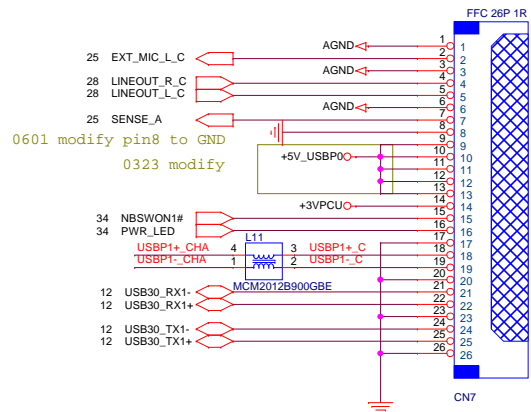 FFC 26P 1R
AGND 1 1
25 EXT_MIC_L_C 2 2
AGND 3 3
28 LINEOUT_R_C 4 4
28 LINEOUT_L_C 5 5
AGND 6 6
25 SENSE_A 7 7
0601 modify pin8 to GND 8 8
9 9
0323 modify +5V_USBP0 10 10
11 11
12 12
13 13
+3VPCU 14 14
34 NBSWON1# 15 15
34 PWR_LED 16 16
L11 17 17
USBP1+_CHA 4 3 USBP1+_C 18 18
USBP1-_CHA 1 2 USBP1-_C 19 19
MCM2012B900GBE 20 20
12 USB30_RX1- 21 21
12 USB30_RX1+ 22 22
23 23
12 USB30_TX1- 24 24
12 USB30_TX1+ 25 25
26 26
CN7